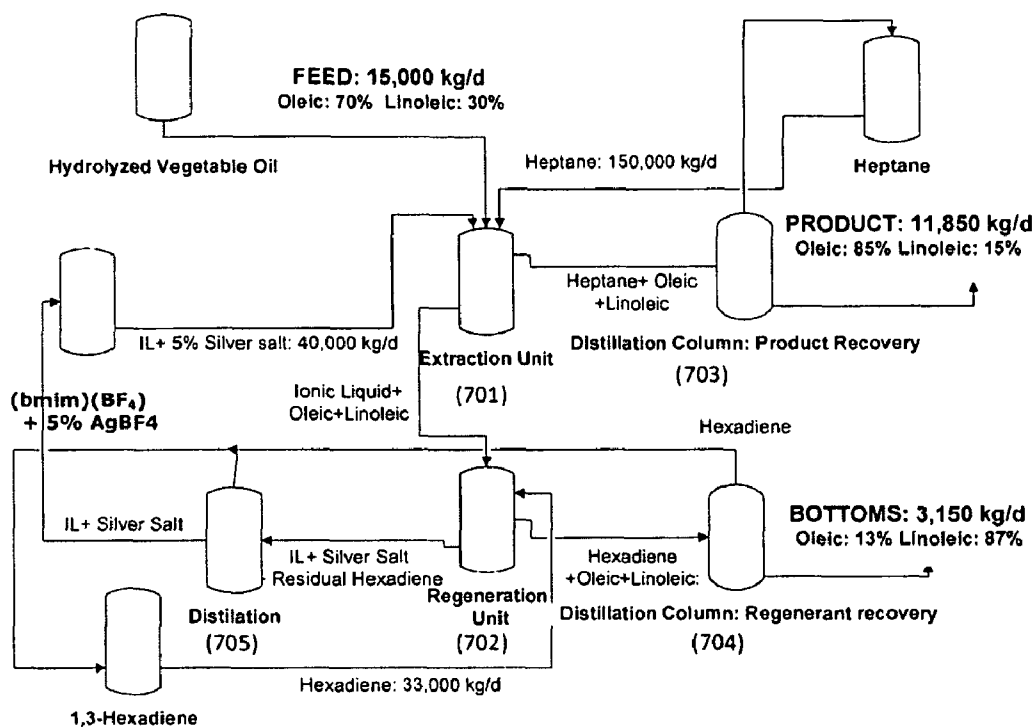 FEED: 15,000 kg/d
Oleic: 70% Linoleic: 30%
Hydrolyzed Vegetable Oil
Heptane: 150,000 kg/d
Heptane
PRODUCT: 11,850 kg/d
Oleic: 85% Linoleic: 15%
Heptane+ Oleic
+Linoleic
IL+ 5% Silver salt: 40,000 kg/d
Extraction Unit
(701)
Distillation Column: Product Recovery
(703)
Ionic Liquid+
Oleic+Linoleic
(bmim)(BF₄)
+ 5% AgBF4
Hexadiene
IL+ Silver Salt
IL+ Silver Salt
Residual Hexadiene
Hexadiene
+Oleic+Linoleic:
BOTTOMS: 3,150 kg/d
Oleic: 13% Linoleic: 87%
Distilation
(705)
Regeneration
Unit
(702)
Distillation Column: Regenerant recovery
(704)
Hexadiene: 33,000 kg/d
1,3-Hexadiene